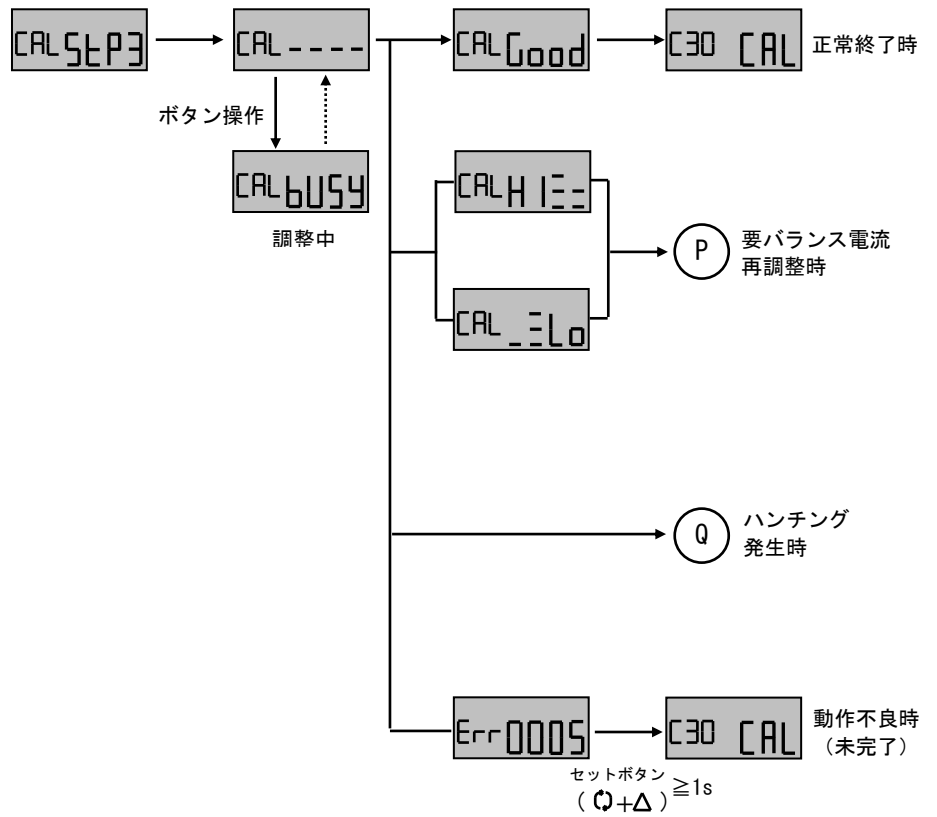 CAL StP3
CAL ----
CAL Good
C30 CAL
正常終了時
ボタン操作
CAL bUSY
調整中
CAL HI
CAL Lo
P
要バランス電流
再調整時
Q
ハンチング
発生時
Err 0005
C30 CAL
動作不良時
(未完了)
セットボタン
( + △ ) ≧1s